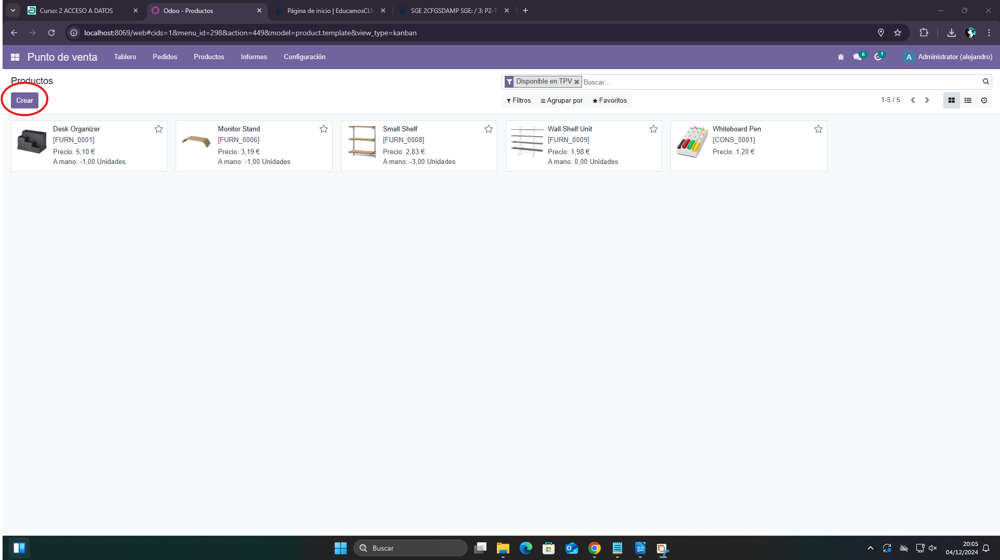 Curso: 2 ACCESO A DATOS
Odoo - Productos
Página de inicio | EducamosCLM
SGE 2CFGSDAMP SGE: / 3: P2-T
localhost:8069/web#cids=1&menu_id=298&action=449&model=product.template&view_type=kanban
Punto de venta
Tablero
Pedidos
Productos
Informes
Configuración
6
1
A
Administrator (alejandro)
Productos
Disponible en TPV
Buscar...
Crear
Filtros
Agrupar por
Favoritos
1-5 / 5
Desk Organizer
[FURN_0001]
Precio: 5,10 €
A mano: -1,00 Unidades
Monitor Stand
[FURN_0006]
Precio: 3,19 €
A mano: -1,00 Unidades
Small Shelf
[FURN_0008]
Precio: 2,83 €
A mano: -3,00 Unidades
Wall Shelf Unit
[FURN_0009]
Precio: 1,98 €
A mano: 0,00 Unidades
Whiteboard Pen
[CONS_0001]
Precio: 1,20 €
Buscar
20:05
04/12/2024